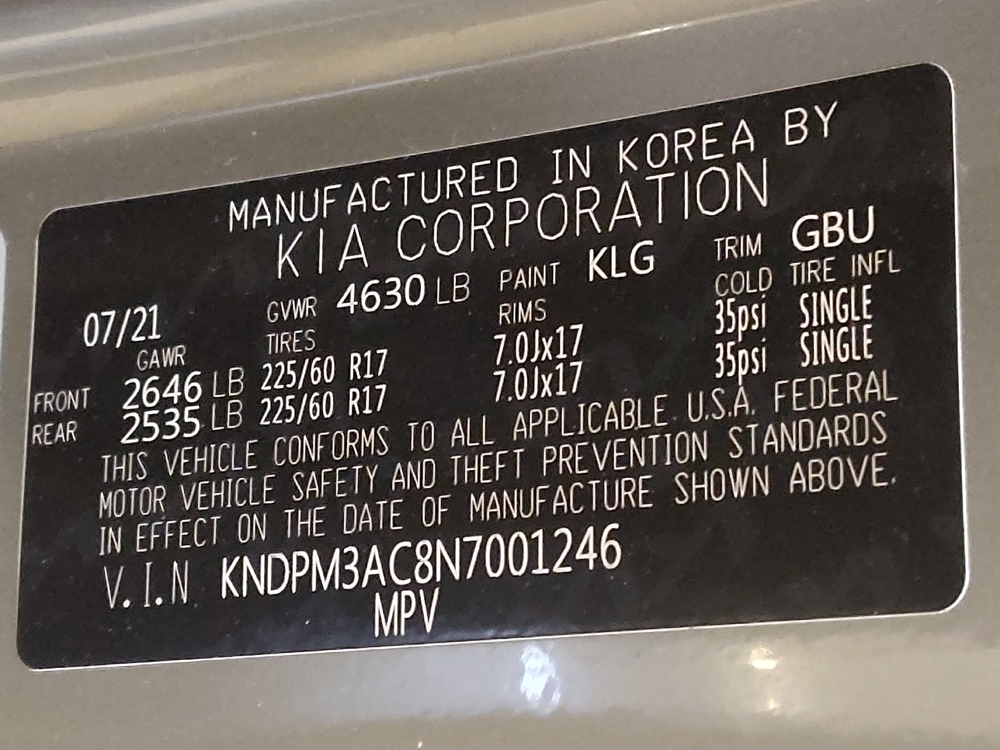 MANUFACTURED IN KOREA BY
KIA CORPORATION
07/21 GVWR 4630 LB PAINT KLG TRIM GBU
GAWR TIRES RIMS COLD TIRE INFL
FRONT 2646 LB 225/60 R17 7.0Jx17 35psi SINGLE
REAR 2535 LB 225/60 R17 7.0Jx17 35psi SINGLE
THIS VEHICLE CONFORMS TO ALL APPLICABLE U.S.A. FEDERAL
MOTOR VEHICLE SAFETY AND THEFT PREVENTION STANDARDS
IN EFFECT ON THE DATE OF MANUFACTURE SHOWN ABOVE.
V.I.N KNDPM3AC8N7001246
MPV